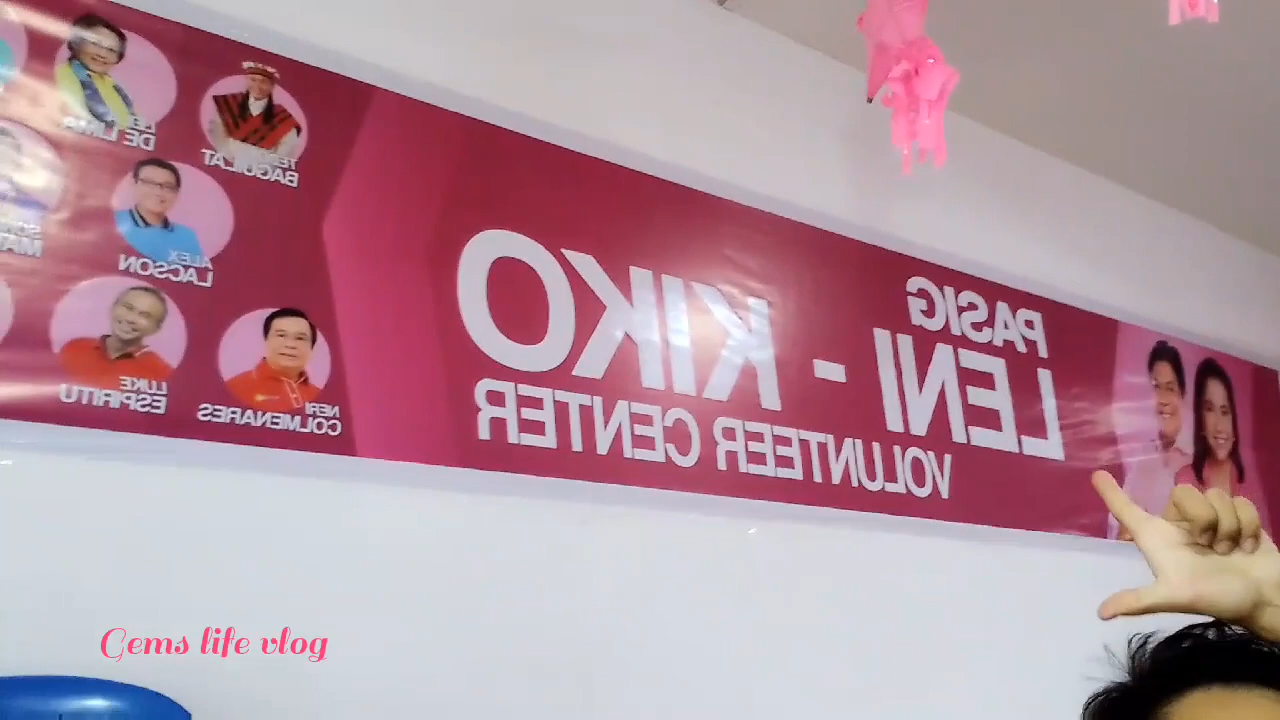 PASIG
LENI - KIKO
VOLUNTEER CENTER
DE LIMA
BAGUILAT
ALEX
LACSON
LUKE
ESPIRITU
NERI
COLMENARES
Gems life vlog